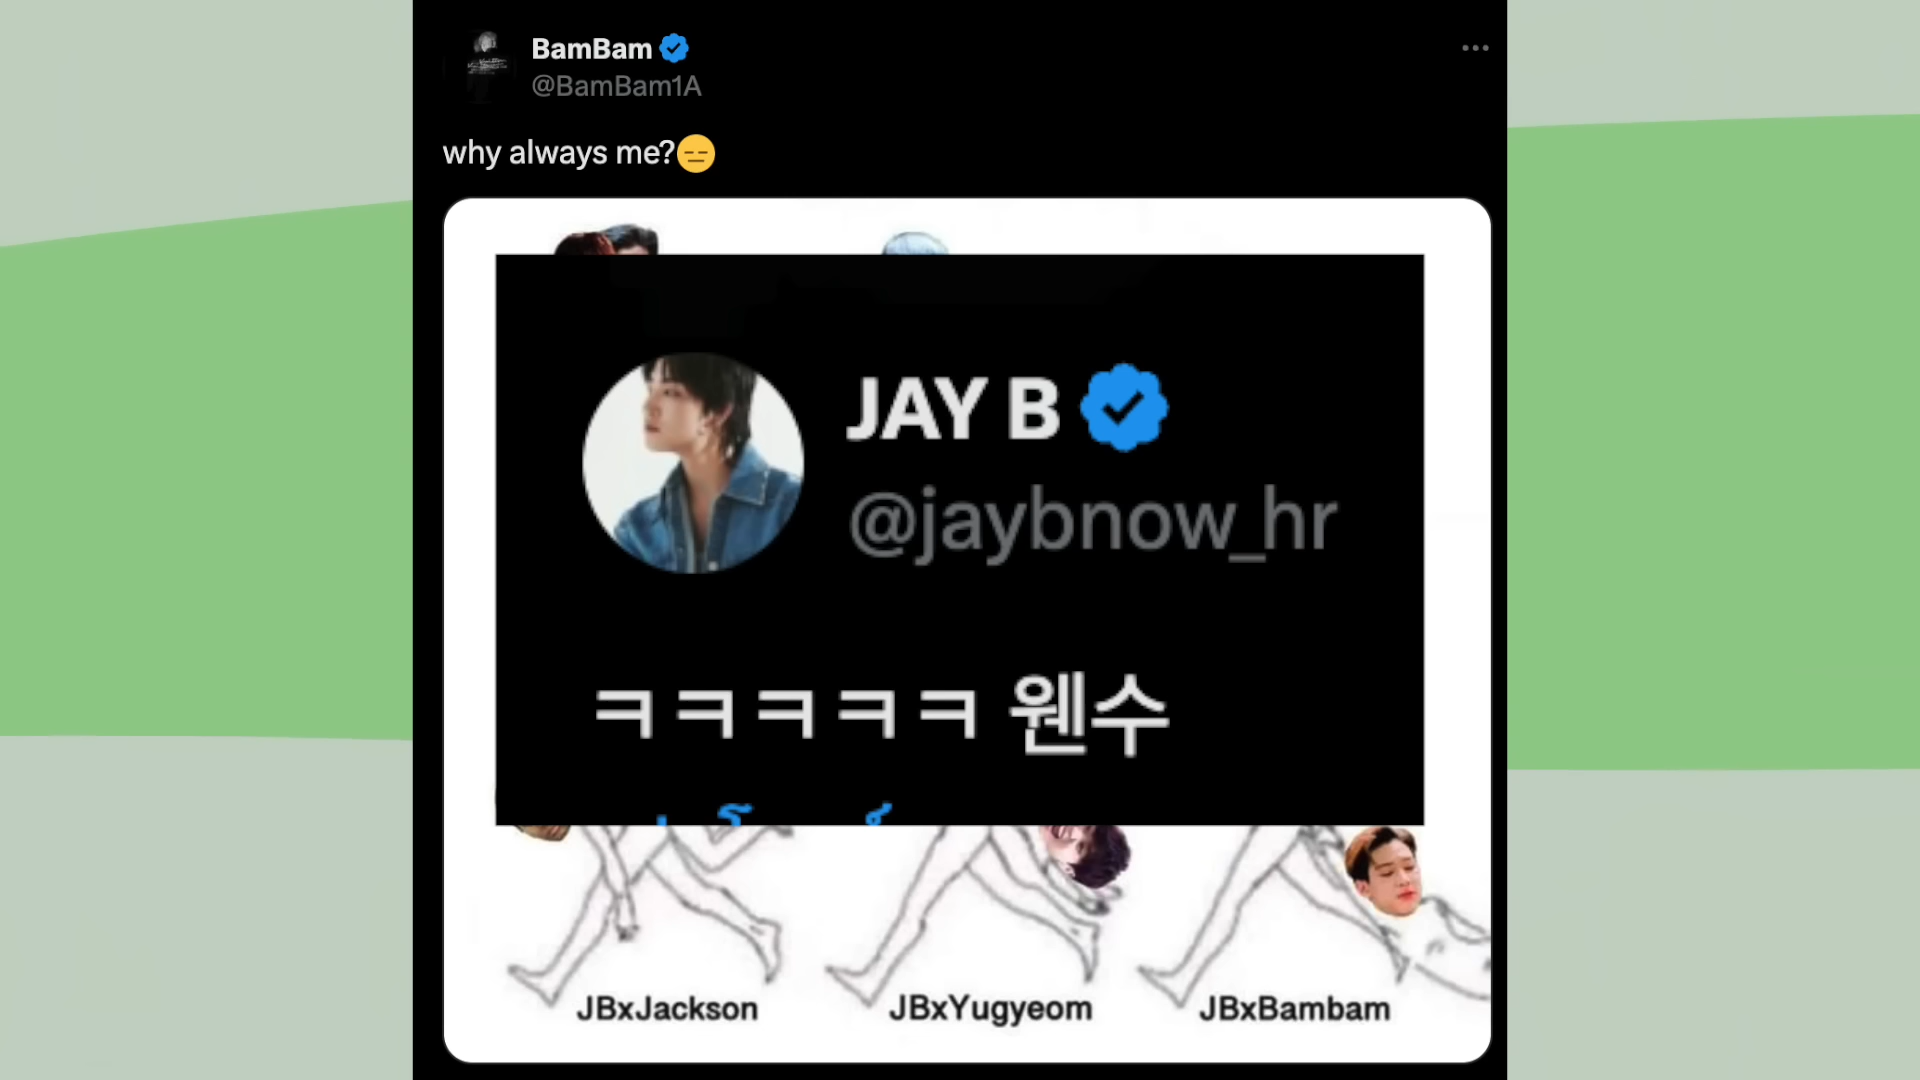 BamBam
@BamBam1A
why always me?😑
JAY B
@jaybnow_hr
ㅋㅋㅋㅋㅋ 웬수
JBxJackson
JBxYugyeom
JBxBambam